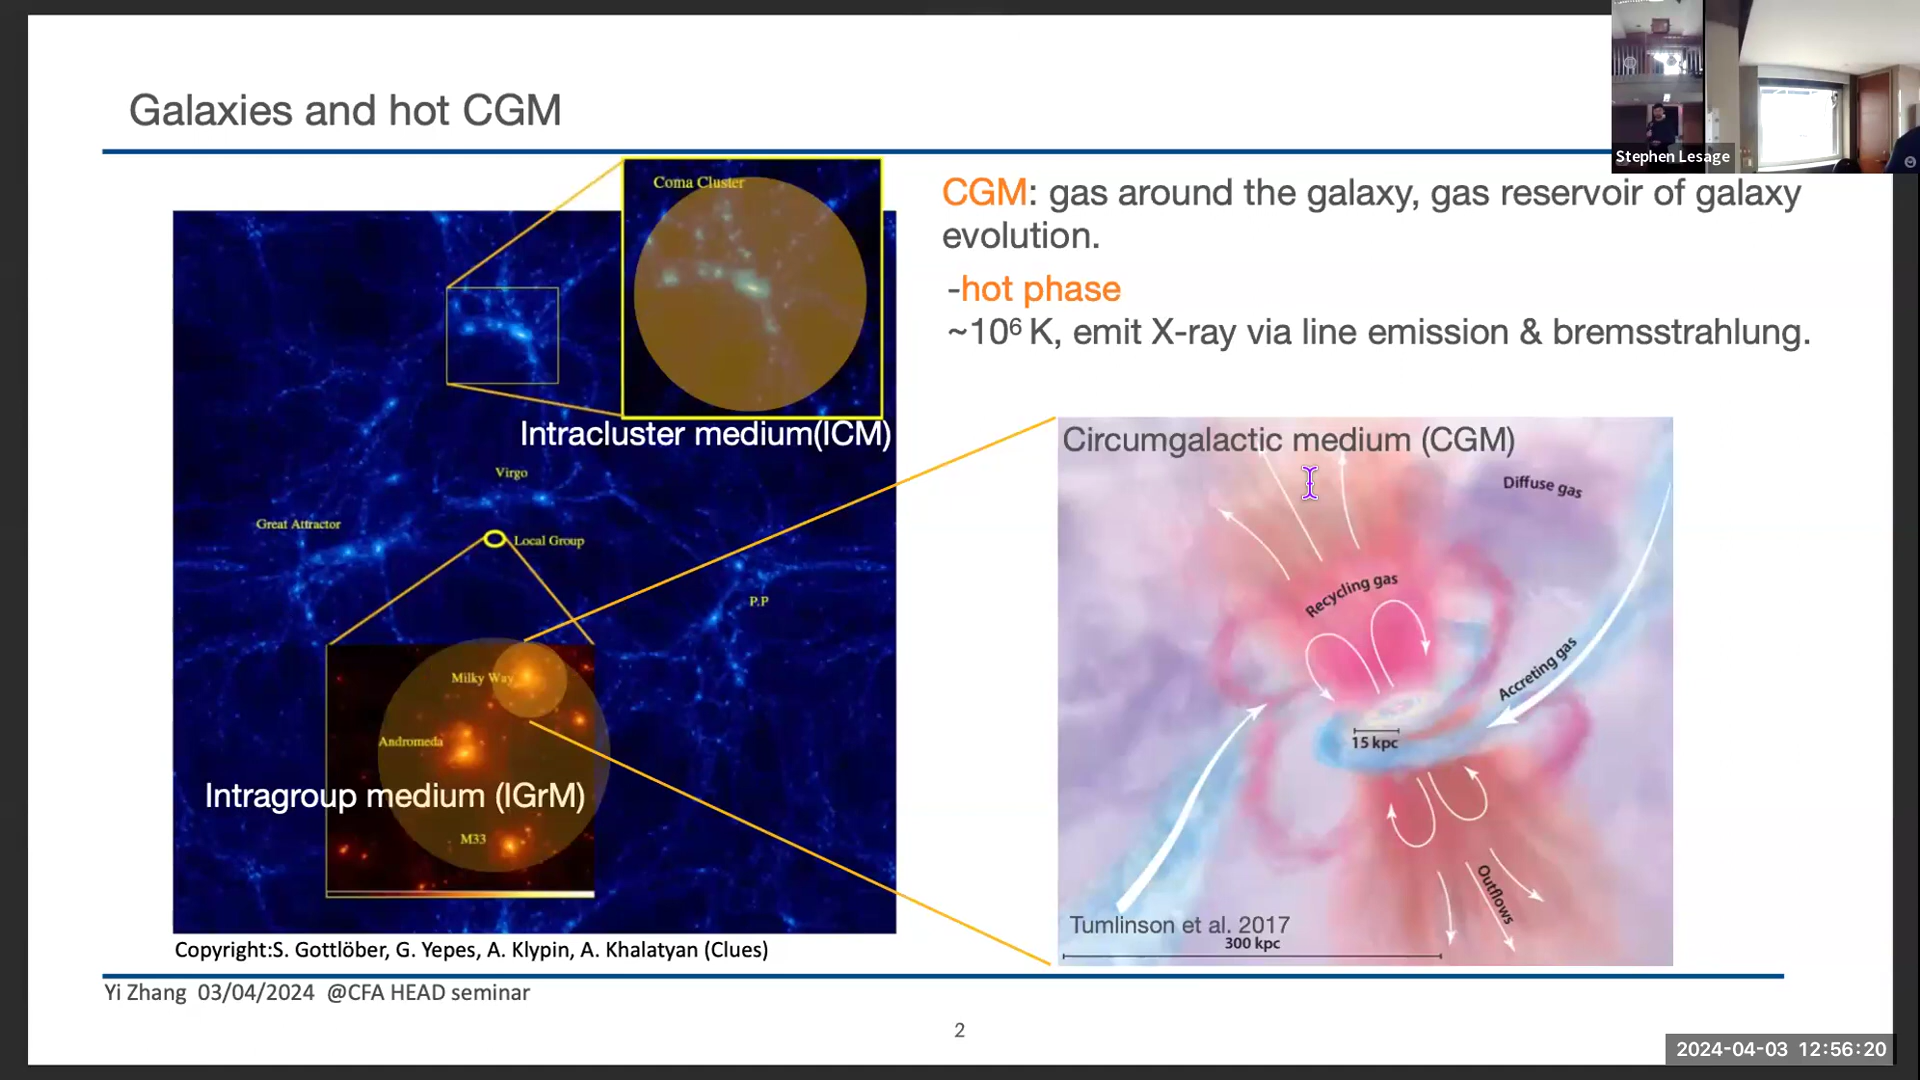 Galaxies and hot CGM
Stephen Lesage
CGM: gas around the galaxy, gas reservoir of galaxy
evolution.
-hot phase
~10⁶ K, emit X-ray via line emission & bremsstrahlung.
Coma Cluster
Intracluster medium(ICM)
Virgo
Great Attractor
Local Group
P.P
Milky Way
Andromeda
Intragroup medium (IGrM)
M33
Copyright:S. Gottlöber, G. Yepes, A. Klypin, A. Khalatyan (Clues)
Circumgalactic medium (CGM)
Diffuse gas
Recycling gas
Accreting gas
15 kpc
Outflows
Tumlinson et al. 2017
300 kpc
Yi Zhang 03/04/2024 @CFA HEAD seminar
2
2024-04-03 12:56:20